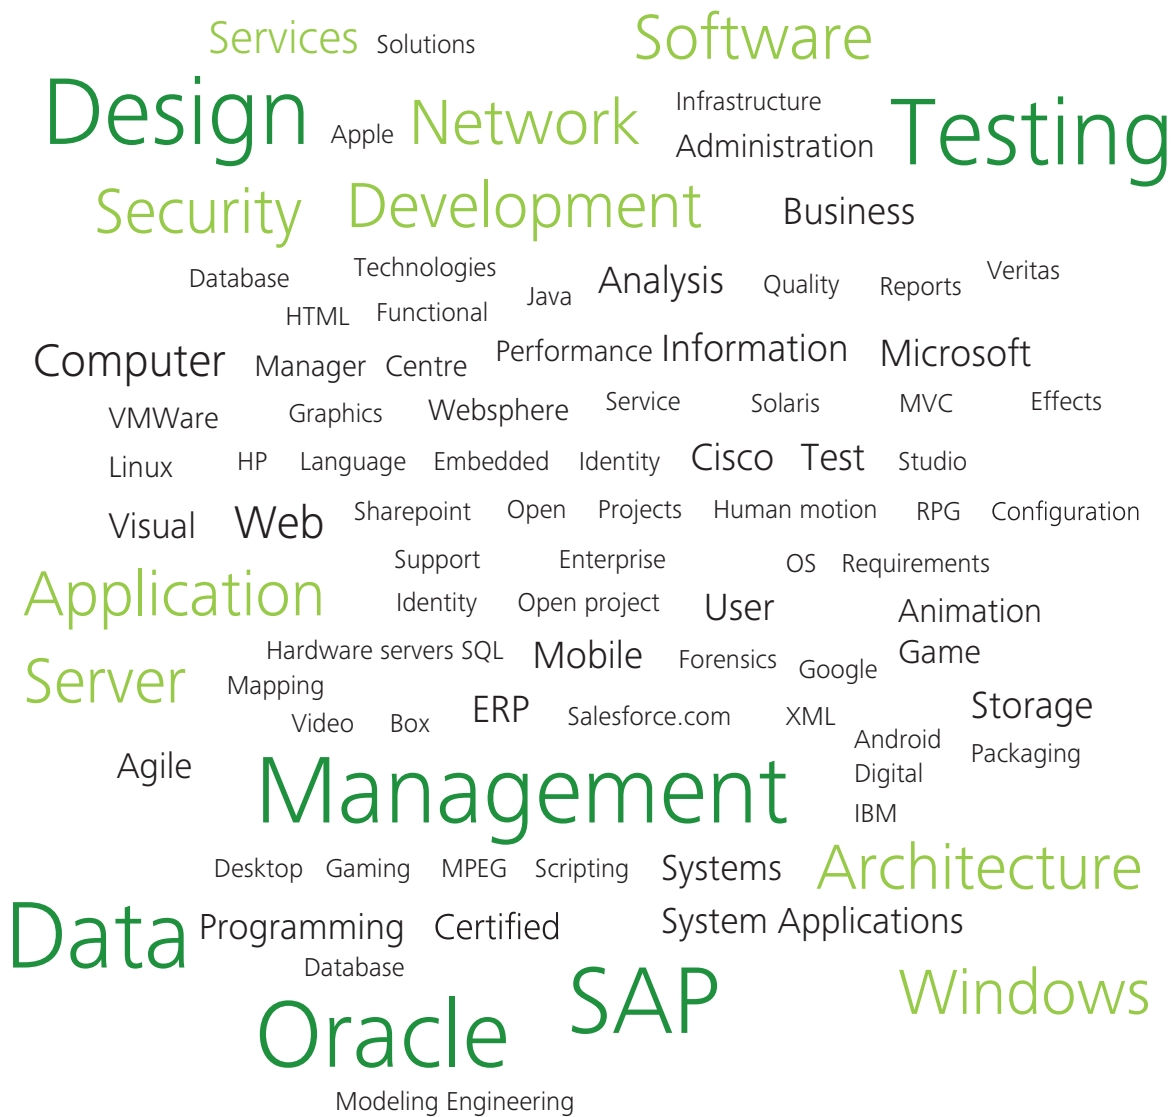 Services Solutions Software
Design Apple Network Infrastructure
Administration Testing
Security Development Business
Database Technologies Java Analysis Quality Reports Veritas
HTML Functional
Computer Manager Centre Performance Information Microsoft
VMWare Graphics Websphere Service Solaris MVC Effects
Linux HP Language Embedded Identity Cisco Test Studio
Visual Web Sharepoint Open Projects Human motion RPG Configuration
Support Enterprise OS Requirements
Application Identity Open project User Animation
Hardware servers SQL Mobile Forensics Google Game
Server Mapping
Video Box ERP Salesforce.com XML Storage
Agile Management Android Packaging
Digital
IBM
Desktop Gaming MPEG Scripting Systems Architecture
Data Programming Certified System Applications
Database
Oracle SAP Windows
Modeling Engineering